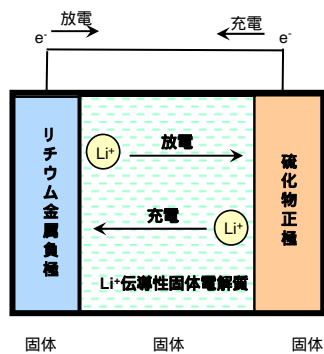 放電 充電
e⁻ e⁻
リチウム金属負極
Li⁺ 放電
充電 Li⁺
Li⁺伝導性固体電解質
硫化物正極
固体 固体 固体